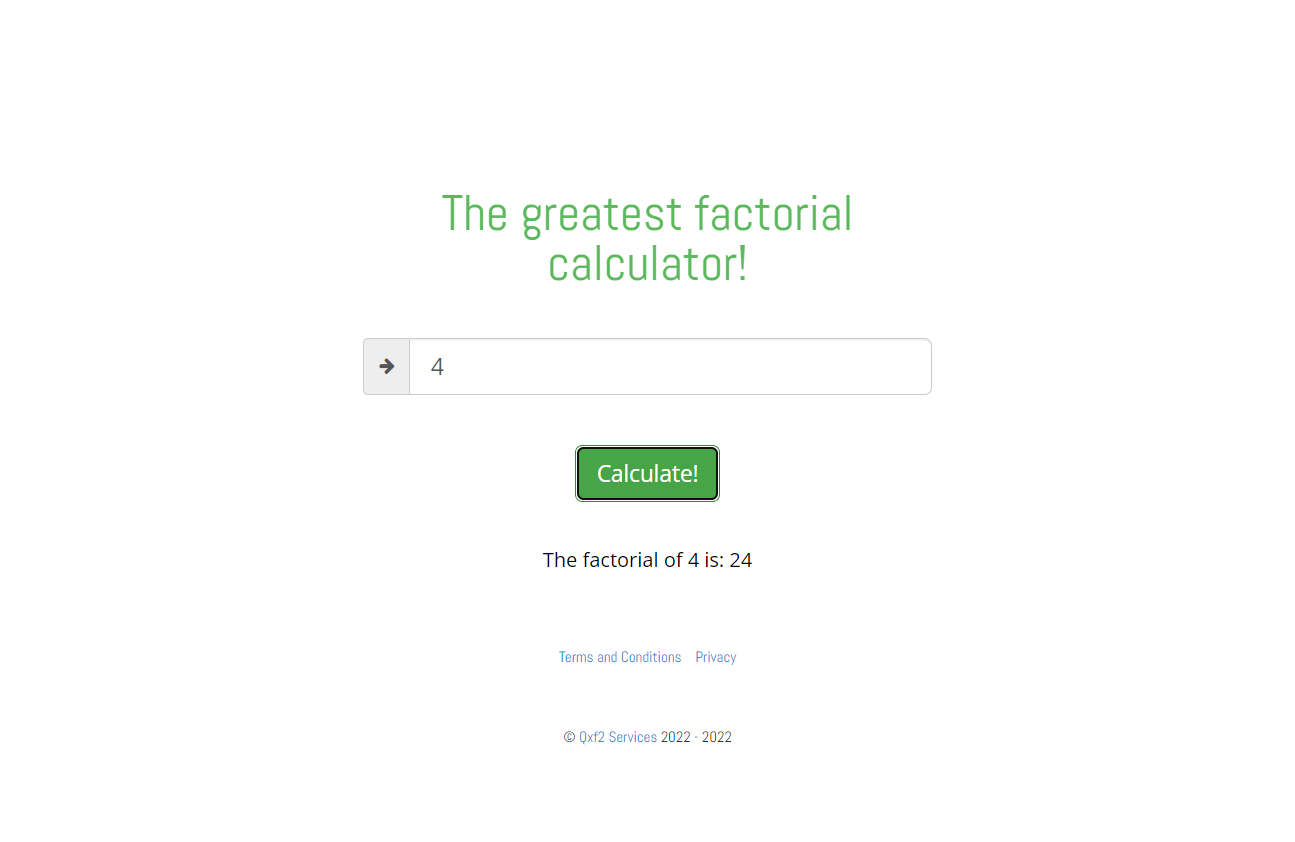 The greatest factorial
calculator!
4
Calculate!
The factorial of 4 is: 24
Terms and Conditions Privacy
© Qxf2 Services 2022 - 2022